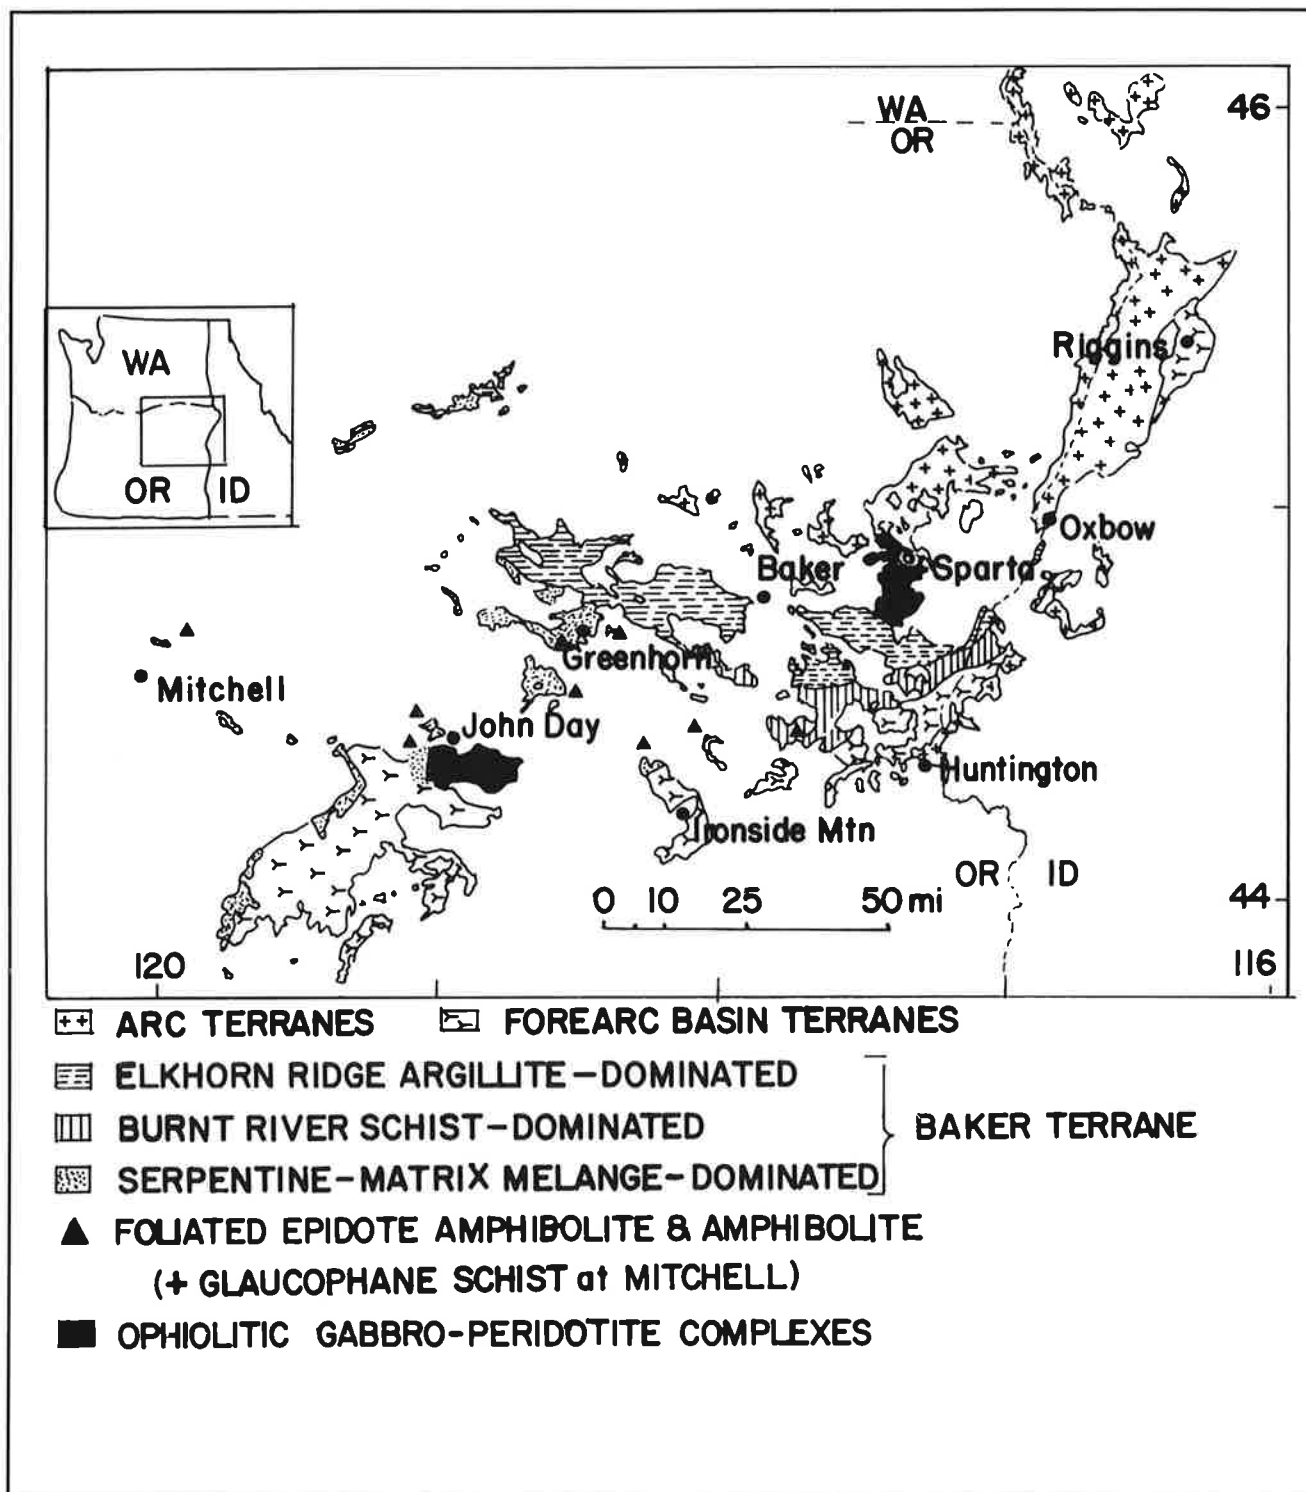 WA
OR
46
Riggins
WA
OR ID
Oxbow
Baker
Sparta
Greenhorn
Mitchell
John Day
Huntington
Ironside Mtn
OR ID
0 10 25 50 mi
44
120
116
++ ARC TERRANES FOREARC BASIN TERRANES
ELKHORN RIDGE ARGILLITE-DOMINATED
BURNT RIVER SCHIST-DOMINATED
BAKER TERRANE
SERPENTINE-MATRIX MELANGE-DOMINATED
FOLIATED EPIDOTE AMPHIBOLITE & AMPHIBOLITE
(+ GLAUCOPHANE SCHIST at MITCHELL)
OPHIOLITIC GABBRO-PERIDOTITE COMPLEXES